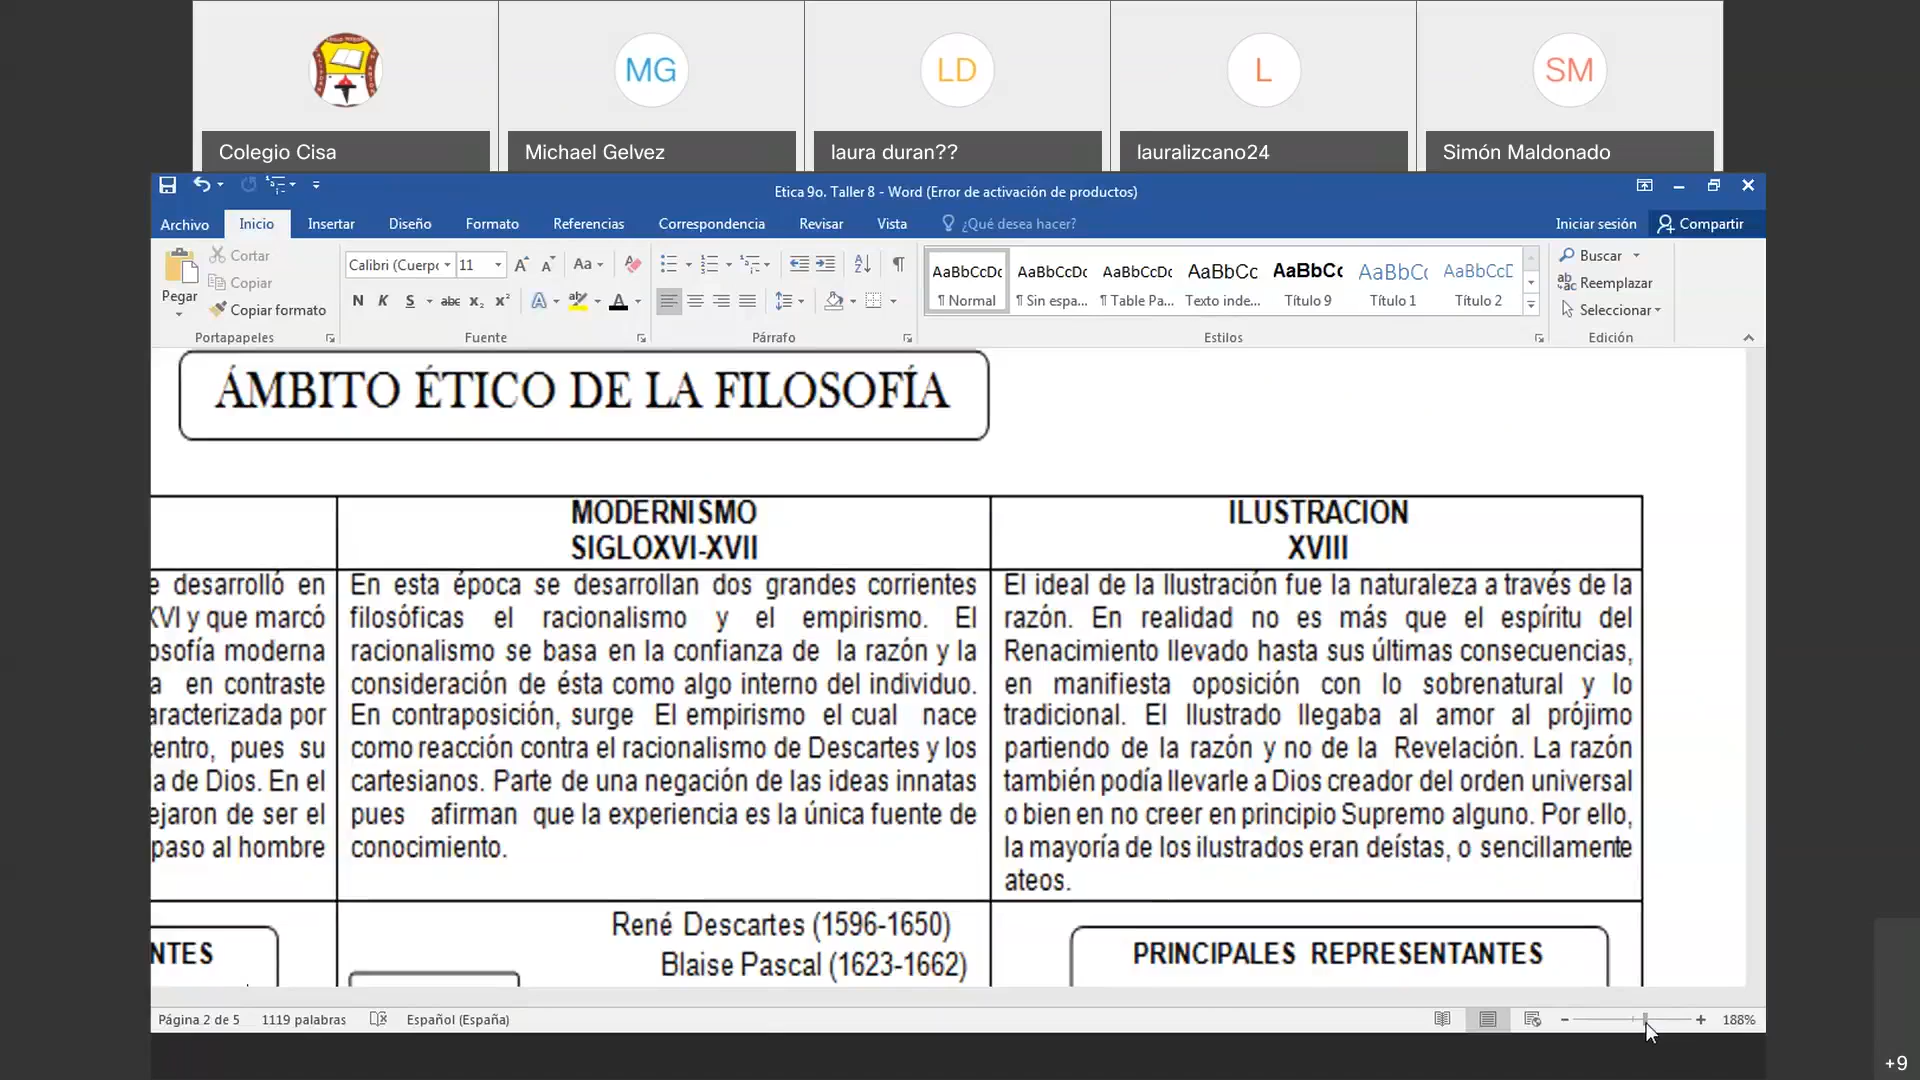 MG
LD
L
SM
Colegio Cisa
Michael Gelvez
laura duran??
lauralizcano24
Simón Maldonado
Etica 9o. Taller 8 - Word (Error de activación de productos)
Archivo
Inicio
Insertar
Diseño
Formato
Referencias
Correspondencia
Revisar
Vista
¿Qué desea hacer?
Iniciar sesión
Compartir
Pegar
Cortar
Copiar
Copiar formato
Portapapeles
Calibri (Cuerpo
11
Aa
N K S abc x₂ x²
Fuente
Párrafo
AaBbCcDc AaBbCcDc AaBbCcDc AaBbCc AaBbCc AaBbC AaBbCcD
¶ Normal
¶ Sin espa...
¶ Table Pa...
Texto inde...
Título 9
Título 1
Título 2
Estilos
Buscar
Reemplazar
Seleccionar
Edición
ÁMBITO ÉTICO DE LA FILOSOFÍA
e desarrolló en
XVI y que marcó
osofía moderna
a en contraste
aracterizada por
centro, pues su
a de Dios. En el
ejaron de ser el
paso al hombre
NTES
MODERNISMO
SIGLOXVI-XVII
En esta época se desarrollan dos grandes corrientes
filosóficas el racionalismo y el empirismo. El
racionalismo se basa en la confianza de la razón y la
consideración de ésta como algo interno del individuo.
En contraposición, surge El empirismo el cual nace
como reacción contra el racionalismo de Descartes y los
cartesianos. Parte de una negación de las ideas innatas
pues afirman que la experiencia es la única fuente de
conocimiento.
René Descartes (1596-1650)
Blaise Pascal (1623-1662)
ILUSTRACION
XVIII
El ideal de la Ilustración fue la naturaleza a través de la
razón. En realidad no es más que el espíritu del
Renacimiento llevado hasta sus últimas consecuencias,
en manifiesta oposición con lo sobrenatural y lo
tradicional. El Ilustrado llegaba al amor al prójimo
partiendo de la razón y no de la Revelación. La razón
también podía llevarle a Dios creador del orden universal
o bien en no creer en principio Supremo alguno. Por ello,
la mayoría de los ilustrados eran deístas, o sencillamente
ateos.
PRINCIPALES REPRESENTANTES
Página 2 de 5
1119 palabras
Español (España)
188%
+9